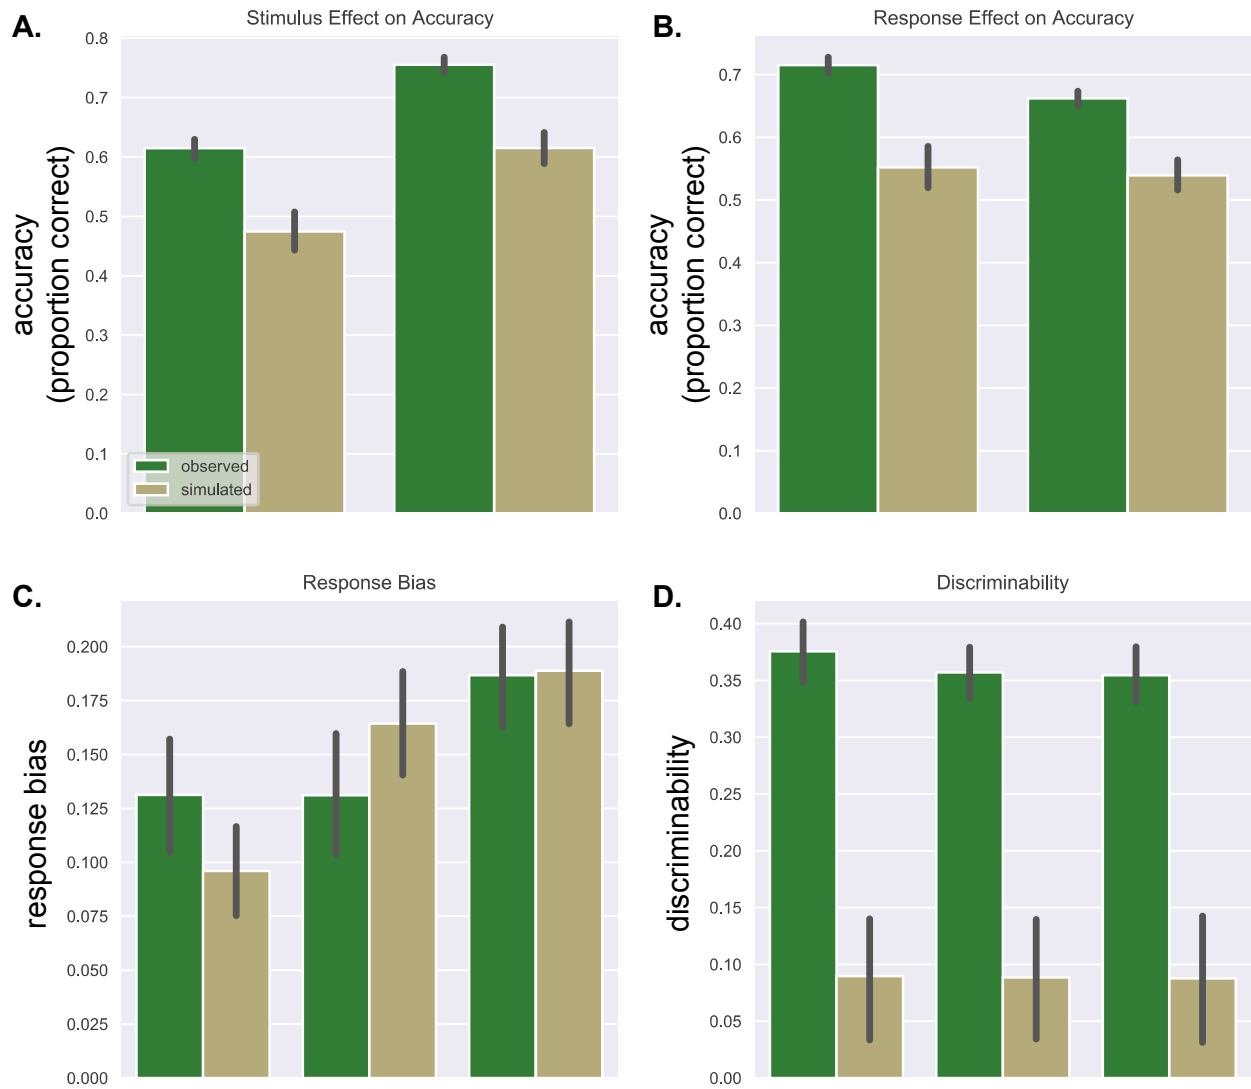 A.
Stimulus Effect on Accuracy
0.8
0.7
0.6
0.5
0.4
0.3
0.2
0.1
0.0
accuracy
(proportion correct)
observed
simulated
B.
Response Effect on Accuracy
0.7
0.6
0.5
0.4
0.3
0.2
0.1
0.0
accuracy
(proportion correct)
C.
Response Bias
0.200
0.175
0.150
0.125
0.100
0.075
0.050
0.025
0.000
response bias
D.
Discriminability
0.40
0.35
0.30
0.25
0.20
0.15
0.10
0.05
0.00
discriminability